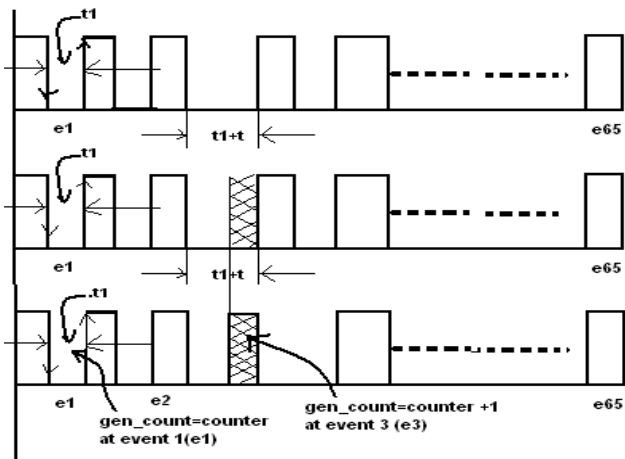 t1
e1
t1+t
e65
t1
e1
t1+t
e65
.t1
e1
e2
e65
gen_count=counter
at event 1(e1)
gen_count=counter +1
at event 3 (e3)